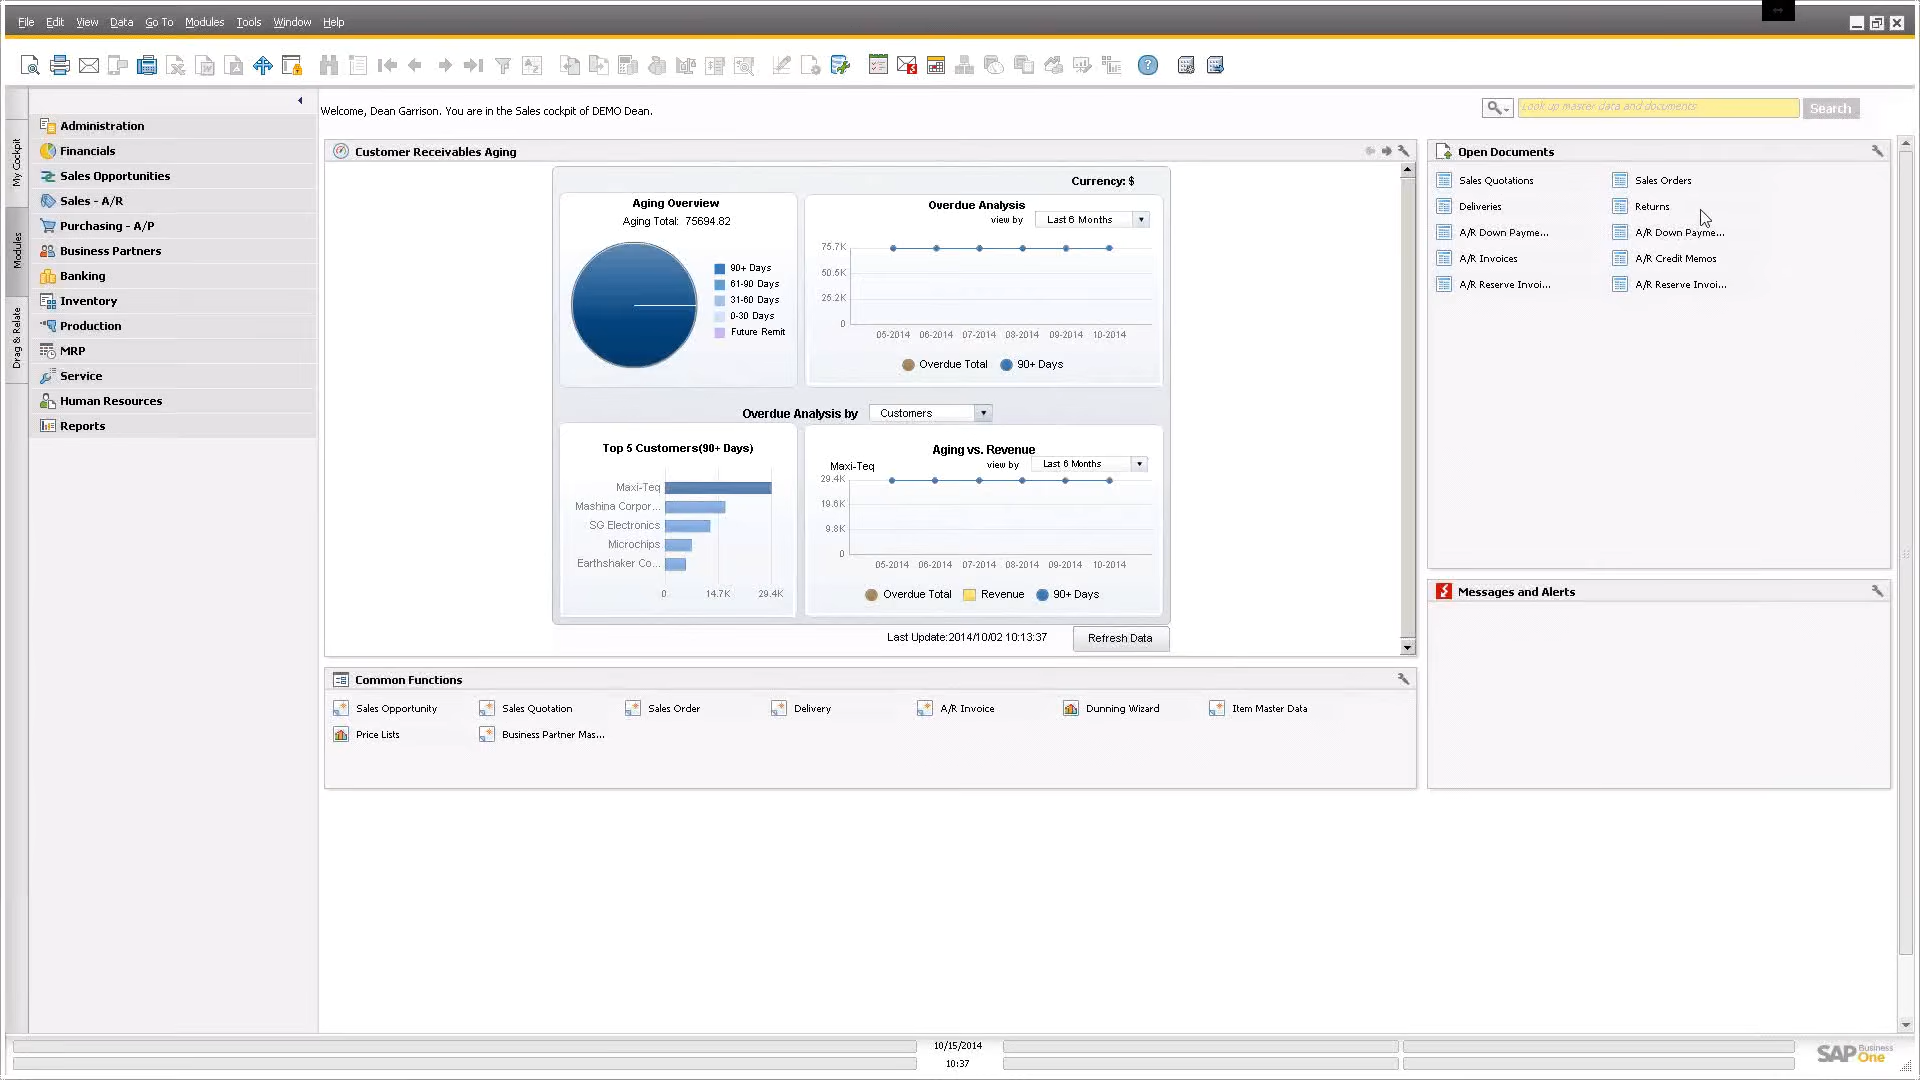 File Edit View Data Go To Modules Tools Window Help
Welcome, Dean Garrison. You are in the Sales cockpit of DEMO Dean.
Look up master data and documents
Search
My Cockpit
Modules
Drag & Relate
Administration
Financials
Sales Opportunities
Sales - A/R
Purchasing - A/P
Business Partners
Banking
Inventory
Production
MRP
Service
Human Resources
Reports
Customer Receivables Aging
Currency: $
Aging Overview
Aging Total: 75694.82
90+ Days
61-90 Days
31-60 Days
0-30 Days
Future Remit
Overdue Analysis
view by Last 6 Months
75.7K
50.5K
25.2K
0
05-2014 06-2014 07-2014 08-2014 09-2014 10-2014
Overdue Total 90+ Days
Overdue Analysis by Customers
Top 5 Customers(90+ Days)
Maxi-Teq
Mashina Corpor...
SG Electronics
Microchips
Earthshaker Co...
0 14.7K 29.4K
Aging vs. Revenue
Maxi-Teq view by Last 6 Months
29.4K
19.6K
9.8K
0
05-2014 06-2014 07-2014 08-2014 09-2014 10-2014
Overdue Total Revenue 90+ Days
Last Update:2014/10/02 10:13:37 Refresh Data
Common Functions
Sales Opportunity Sales Quotation Sales Order Delivery A/R Invoice Dunning Wizard Item Master Data
Price Lists Business Partner Mas...
Open Documents
Sales Quotations Sales Orders
Deliveries Returns
A/R Down Payme... A/R Down Payme...
A/R Invoices A/R Credit Memos
A/R Reserve Invoi... A/R Reserve Invoi...
Messages and Alerts
10/15/2014
10:37
SAP Business One